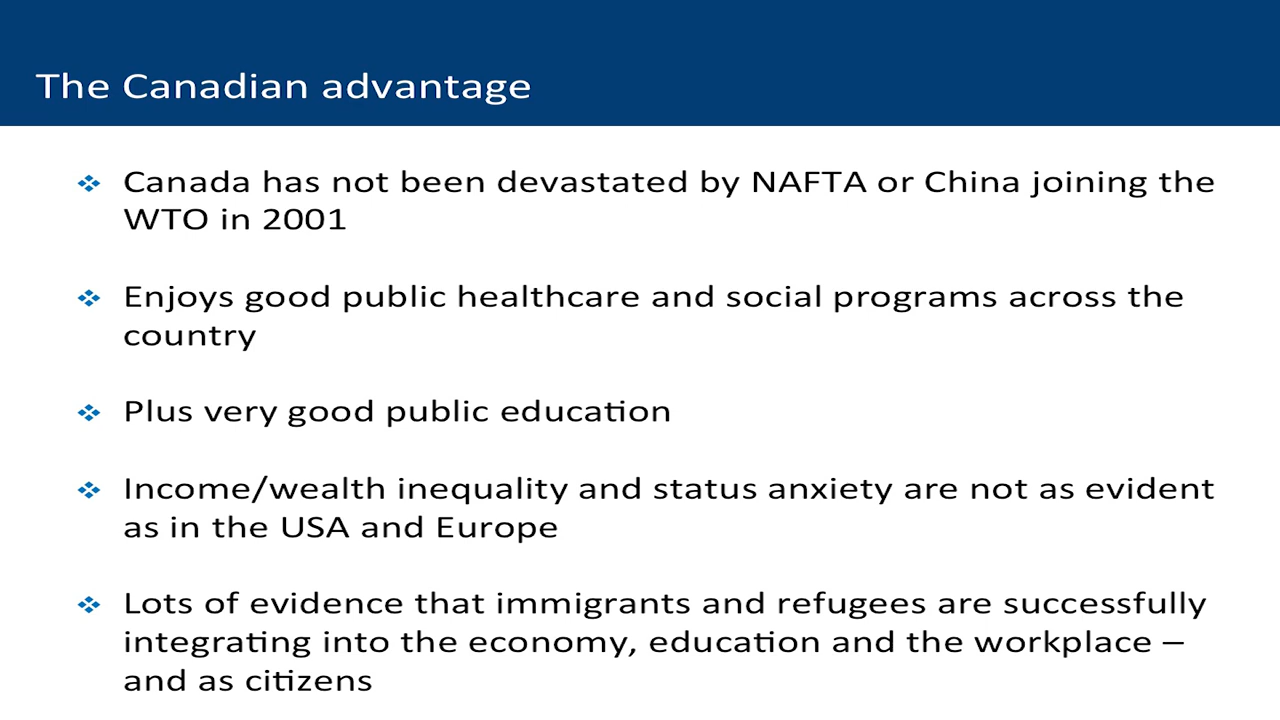 The Canadian advantage
❖ Canada has not been devastated by NAFTA or China joining the
WTO in 2001
❖ Enjoys good public healthcare and social programs across the
country
❖ Plus very good public education
❖ Income/wealth inequality and status anxiety are not as evident
as in the USA and Europe
❖ Lots of evidence that immigrants and refugees are successfully
integrating into the economy, education and the workplace –
and as citizens